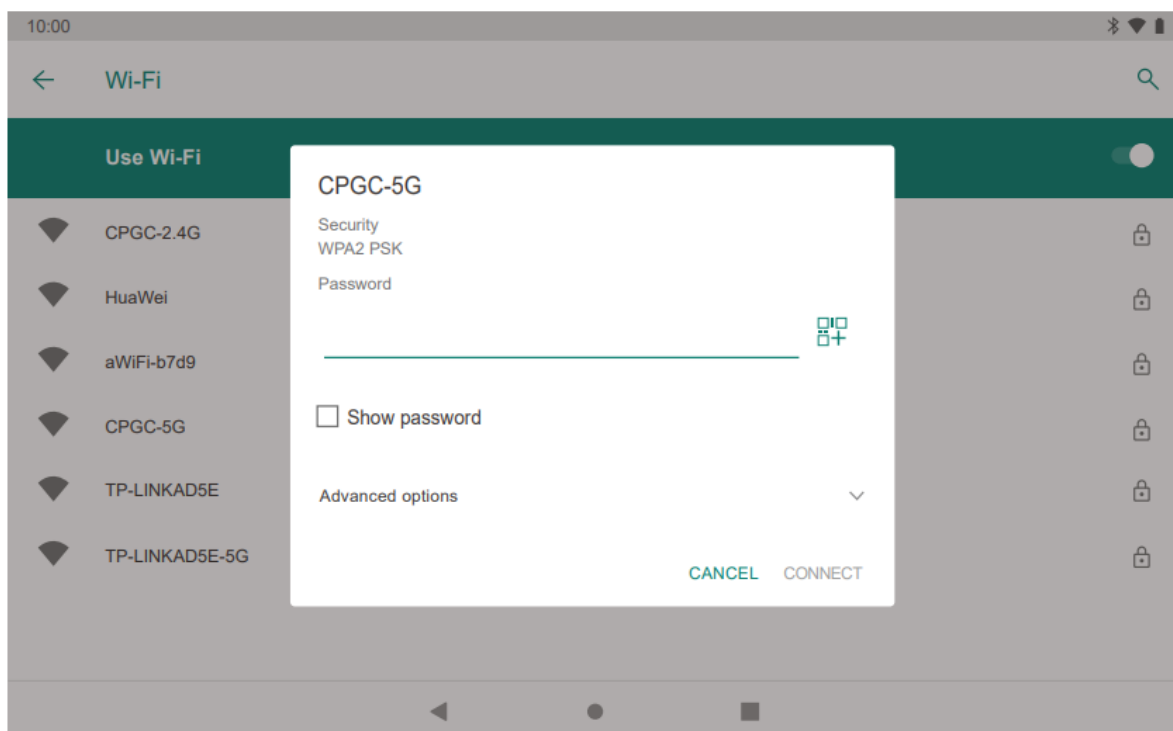 10:00
Wi-Fi
Use Wi-Fi
CPGC-2.4G
HuaWei
aWiFi-b7d9
CPGC-5G
TP-LINKAD5E
TP-LINKAD5E-5G
CPGC-5G
Security
WPA2 PSK
Password
Show password
Advanced options
CANCEL CONNECT